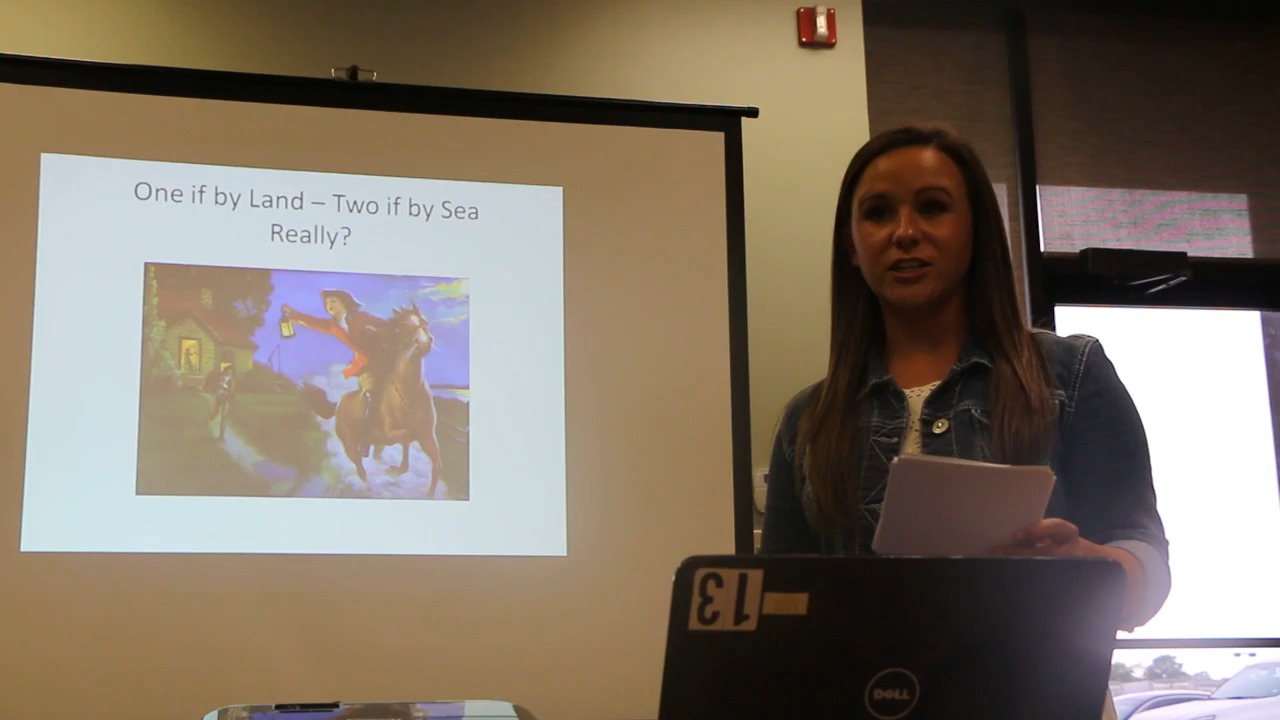 One if by Land – Two if by Sea
Really?
13
DELL